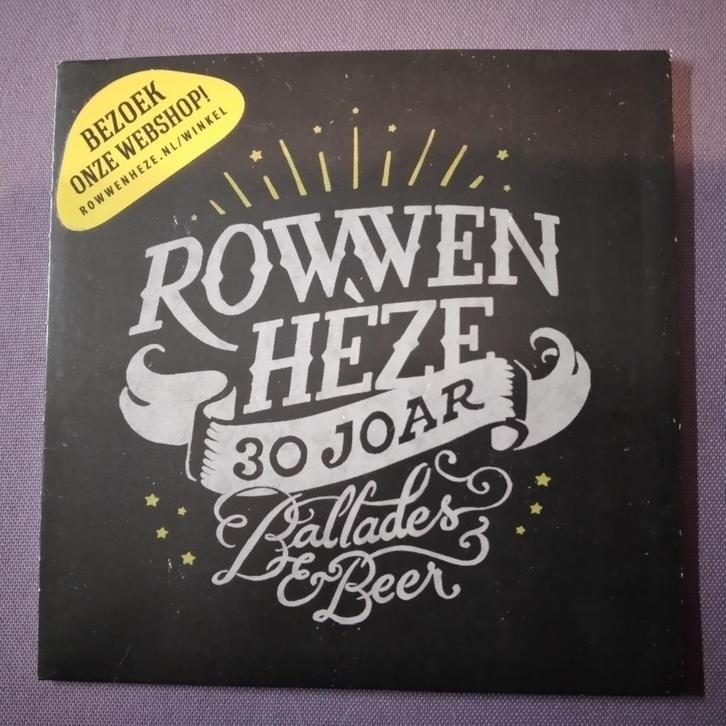 BEZOEK
ONZE WEBSHOP!
ROWWENHEZE.NL/WINKEL
ROWWEN
HÈZE
30 JOAR
Ballades
& Beer